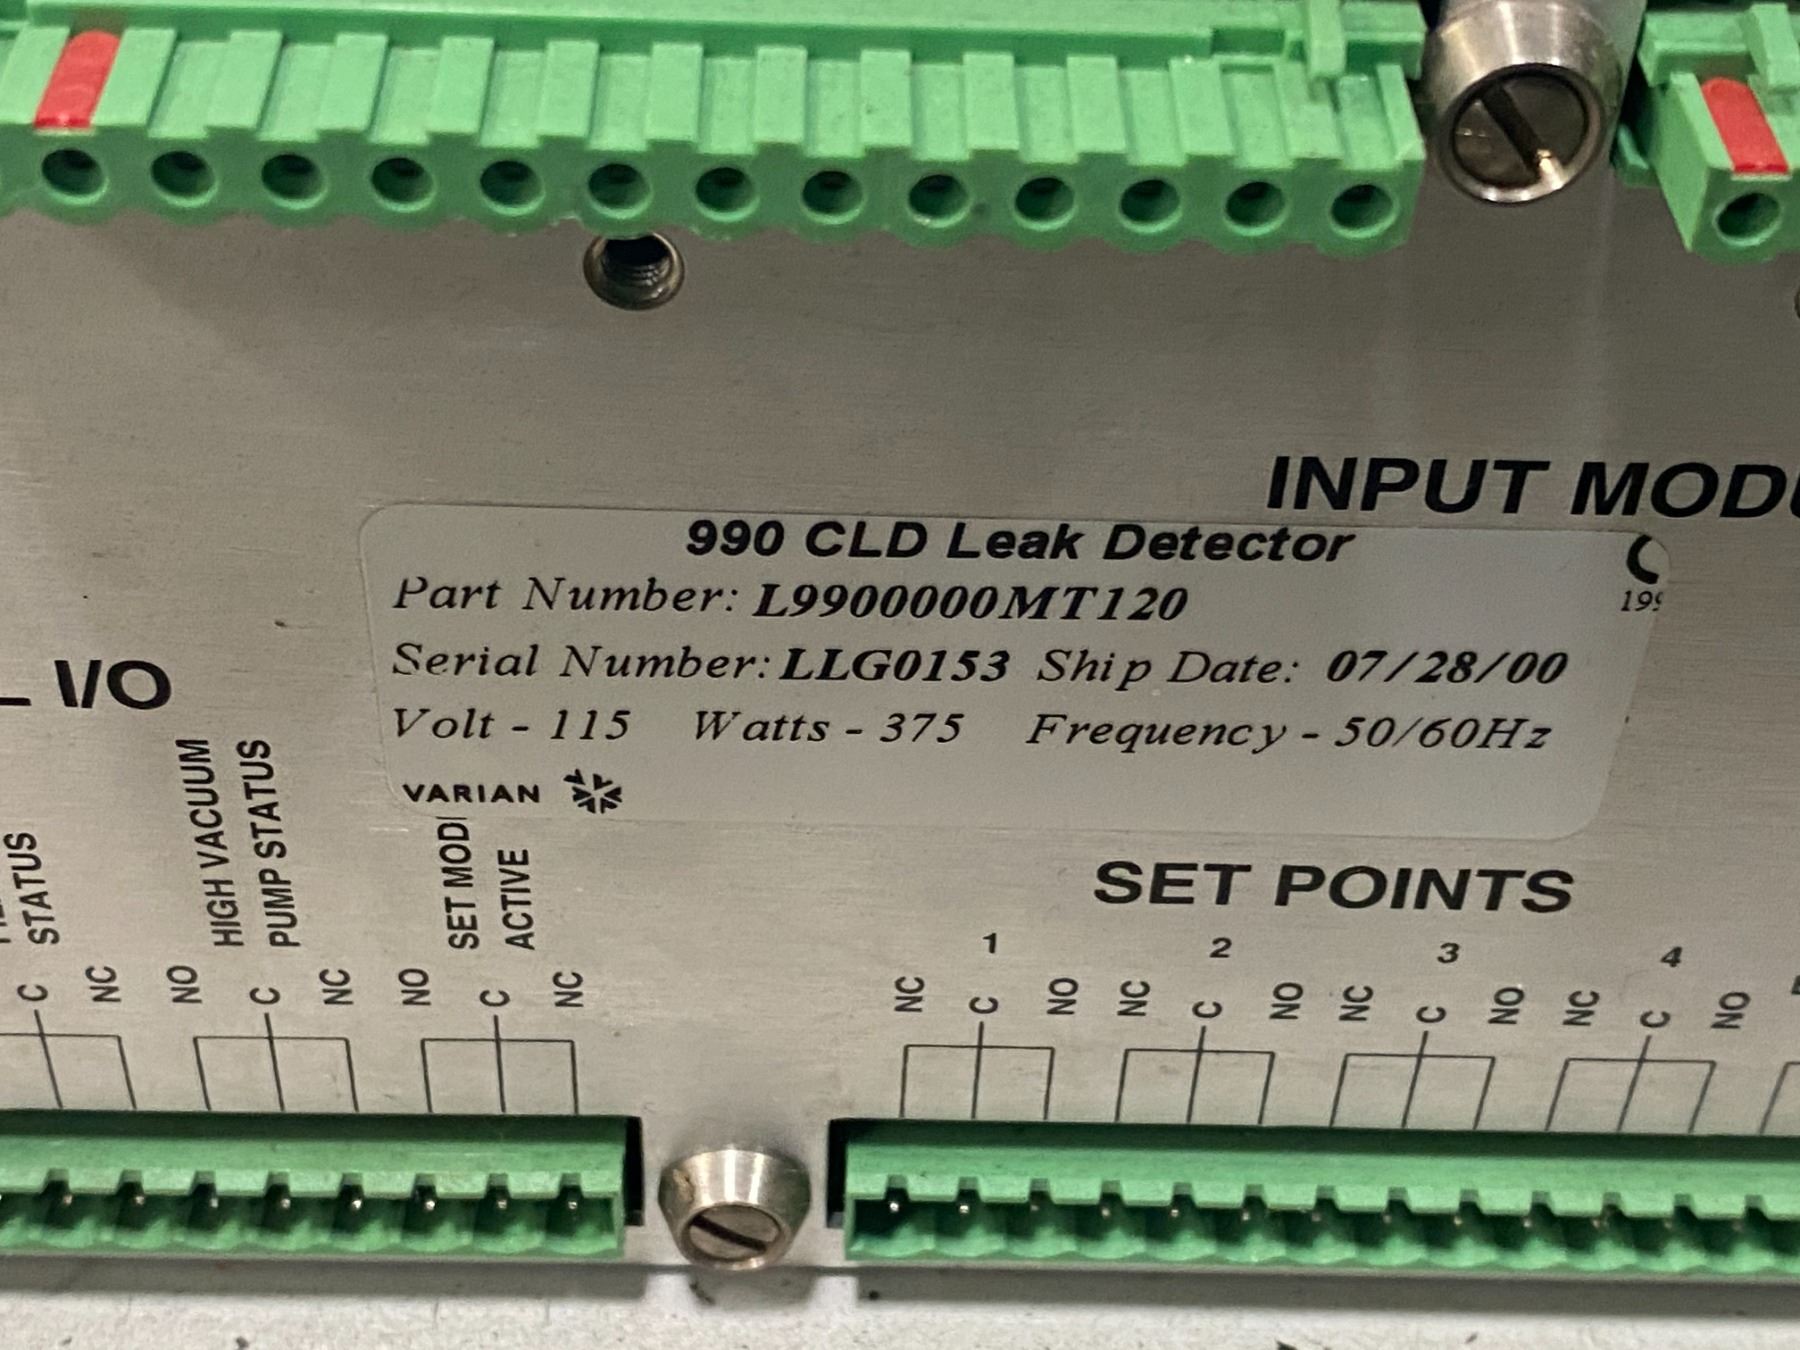 INPUT
990 CLD Leak Detector
Part Number: L9900000MT120
Serial Number: LLG0153 Ship Date: 07/28/00
Volt - 115 Watts - 375 Frequency - 50/60Hz
VARIAN
I/O
STATUS
HIGH VACUUM
PUMP STATUS
SET
ACTIVE
SET POINTS
1 2 3 4
C NC NO C NC NO C NC NC C NO NC C NO NC C NO NC C NO